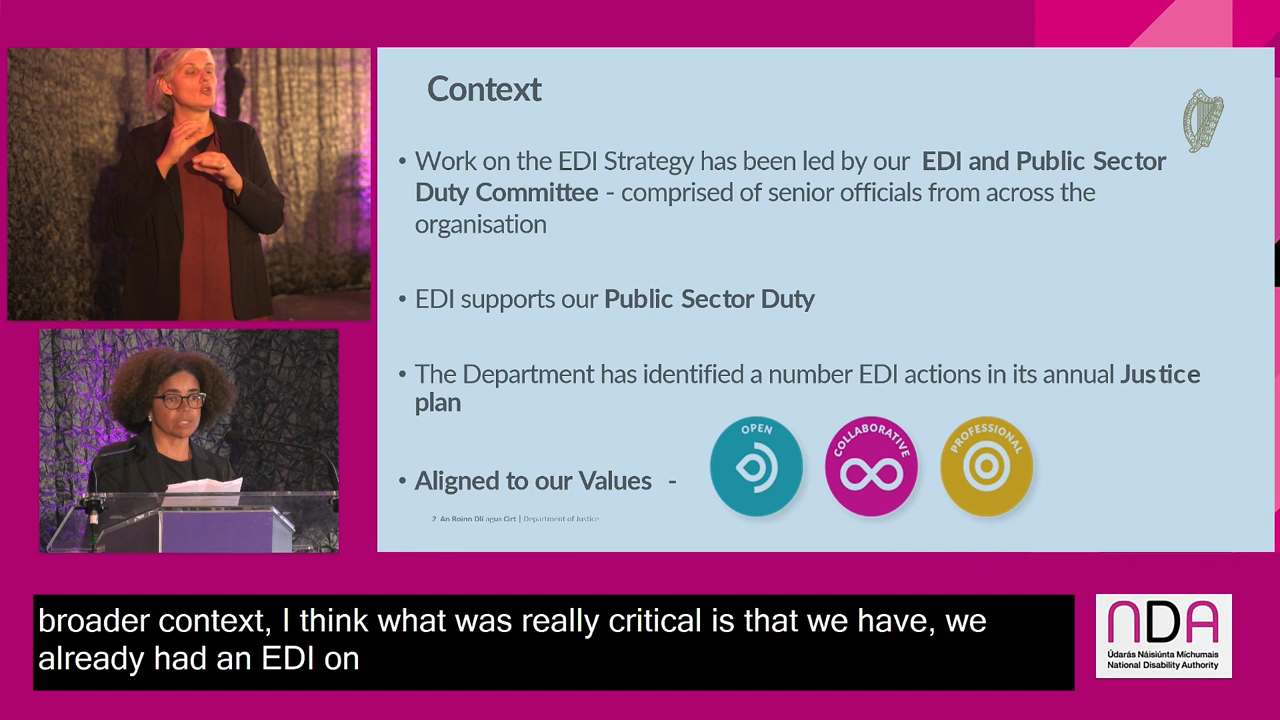 Context
• Work on the EDI Strategy has been led by our EDI and Public Sector
Duty Committee - comprised of senior officials from across the
organisation
• EDI supports our Public Sector Duty
• The Department has identified a number EDI actions in its annual Justice
plan
OPEN
COLLABORATIVE
PROFESSIONAL
• Aligned to our Values -
2 An Roinn Dlí agus Cirt | Department of Justice
broader context, I think what was really critical is that we have, we
already had an EDI on
NDA
Údarás Náisiúnta Míchumais
National Disability Authority